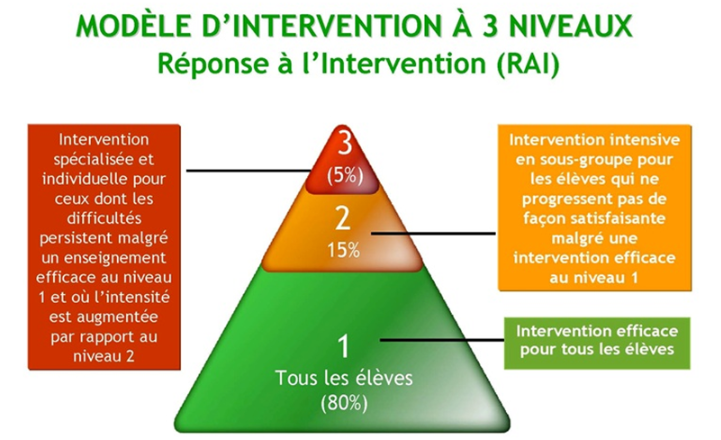 MODÈLE D’INTERVENTION À 3 NIVEAUX
Réponse à l’Intervention (RAI)
Intervention
spécialisée et
individuelle pour
ceux dont les
difficultés
persistent malgré
un enseignement
efficace au niveau
1 et où l’intensité
est augmentée
par rapport au
niveau 2
3
(5%)
2
15%
1
Tous les élèves
(80%)
Intervention intensive
en sous-groupe pour
les élèves qui ne
progressent pas de
façon satisfaisante
malgré une
intervention efficace
au niveau 1
Intervention efficace
pour tous les élèves